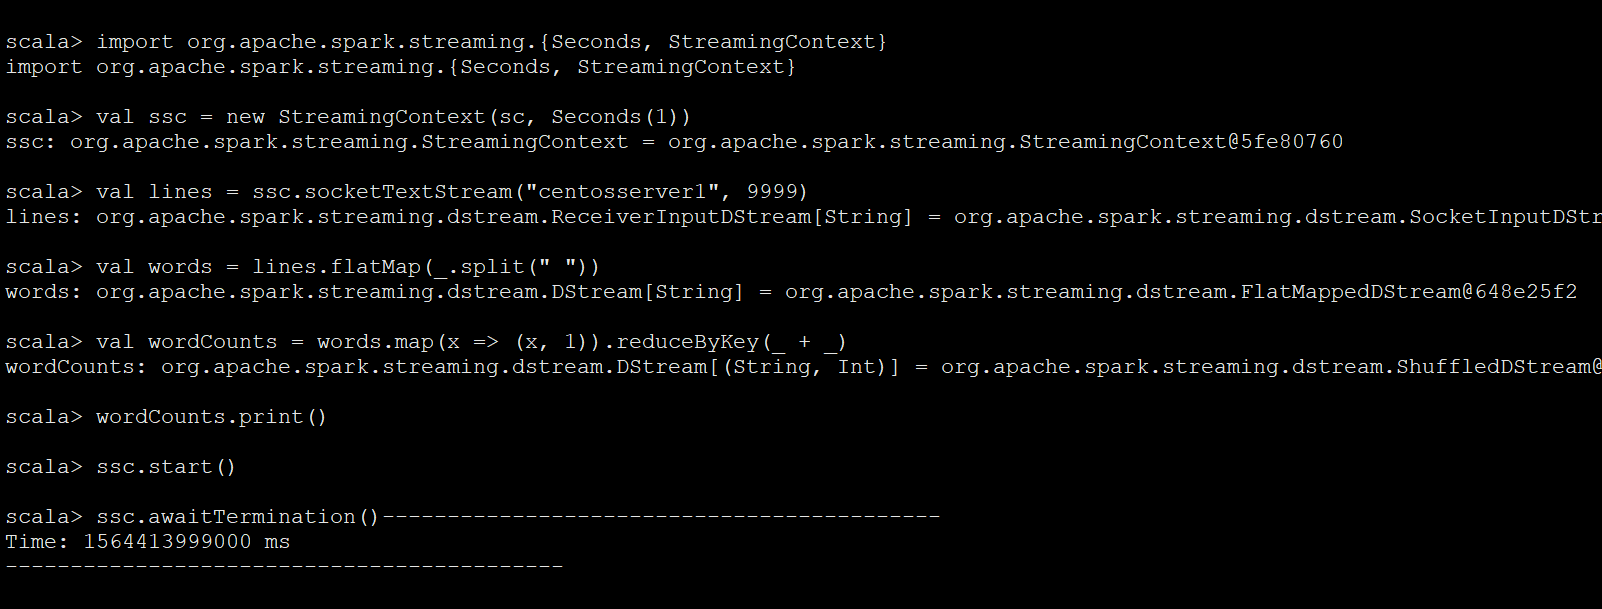 scala> import org.apache.spark.streaming.{Seconds, StreamingContext}
import org.apache.spark.streaming.{Seconds, StreamingContext}
scala> val ssc = new StreamingContext(sc, Seconds(1))
ssc: org.apache.spark.streaming.StreamingContext = org.apache.spark.streaming.StreamingContext@5fe80760
scala> val lines = ssc.socketTextStream("centosserver1", 9999)
lines: org.apache.spark.streaming.dstream.ReceiverInputDStream[String] = org.apache.spark.streaming.dstream.SocketInputDStr
scala> val words = lines.flatMap(_.split(" "))
words: org.apache.spark.streaming.dstream.DStream[String] = org.apache.spark.streaming.dstream.FlatMappedDStream@648e25f2
scala> val wordCounts = words.map(x => (x, 1)).reduceByKey(_ + _)
wordCounts: org.apache.spark.streaming.dstream.DStream[(String, Int)] = org.apache.spark.streaming.dstream.ShuffledDStream@
scala> wordCounts.print()
scala> ssc.start()
scala> ssc.awaitTermination()-------------------------------------------
Time: 1564413999000 ms
-------------------------------------------